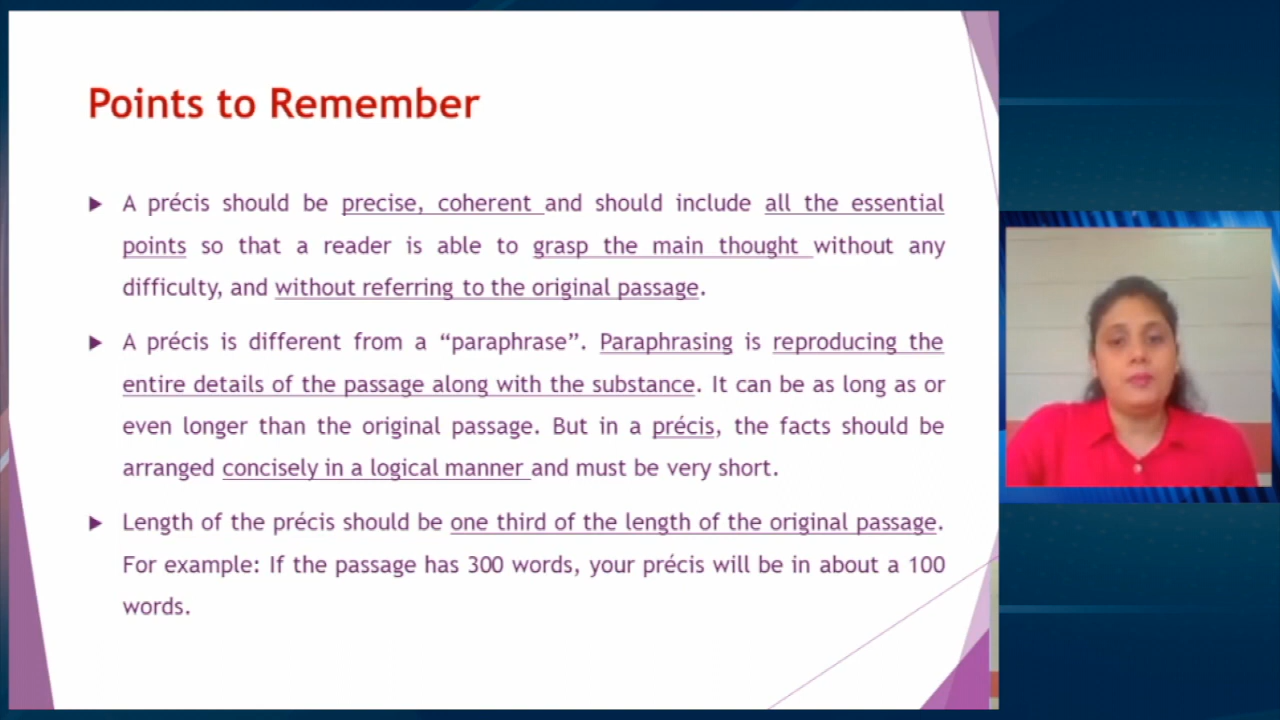 Points to Remember
A précis should be precise, coherent and should include all the essential
points so that a reader is able to grasp the main thought without any
difficulty, and without referring to the original passage.
A précis is different from a “paraphrase”. Paraphrasing is reproducing the
entire details of the passage along with the substance. It can be as long as or
even longer than the original passage. But in a précis, the facts should be
arranged concisely in a logical manner and must be very short.
Length of the précis should be one third of the length of the original passage.
For example: If the passage has 300 words, your précis will be in about a 100
words.